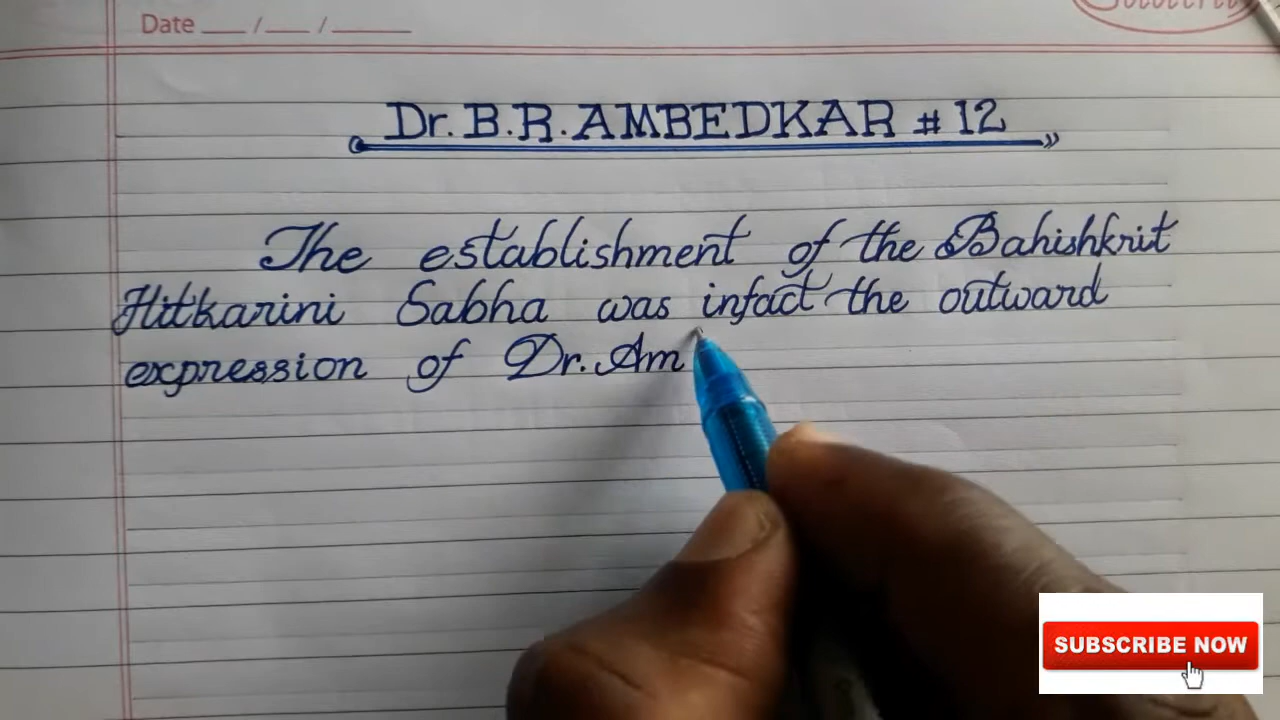 Date ___ / ___ / _____
Dr. B. R. AMBEDKAR # 12
The establishment of the Bahishkrit
Hitkarini Sabha was infact the outward
expression of Dr. Am
SUBSCRIBE NOW